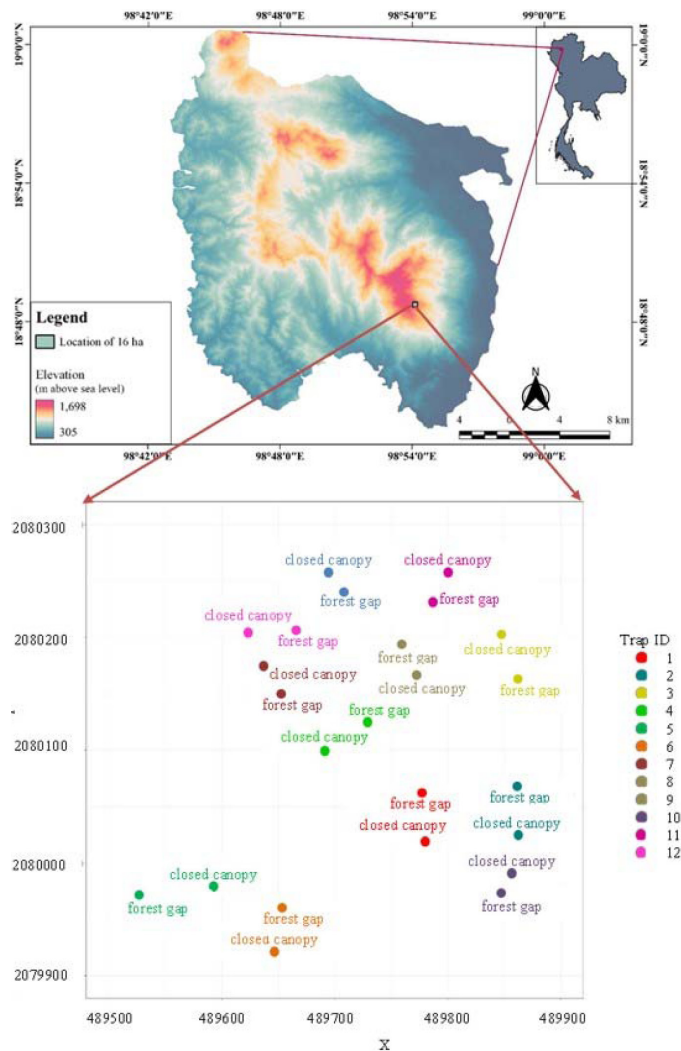 98°42'0"E 98°48'0"E 98°54'0"E 99°0'0"E
19°0'0"N
19°0'0"N
18°54'0"N
18°54'0"N
18°48'0"N
18°48'0"N
Legend
Location of 16 ha
Elevation
(m above sea level)
1,698
305
N
4 0 4 8 km
98°42'0"E 98°48'0"E 98°54'0"E 99°0'0"E
2080300
closed canopy closed canopy
forest gap forest gap
closed canopy
2080200
forest gap closed canopy
forest gap
closed canopy
closed canopy forest gap
forest gap
forest gap
closed canopy
2080100
forest gap forest gap
closed canopy closed canopy
2080000
closed canopy closed canopy
forest gap forest gap
forest gap
closed canopy
2079900
489500 489600 489700 489800 489900
X
Trap ID
1
2
3
4
5
6
7
8
9
10
11
12